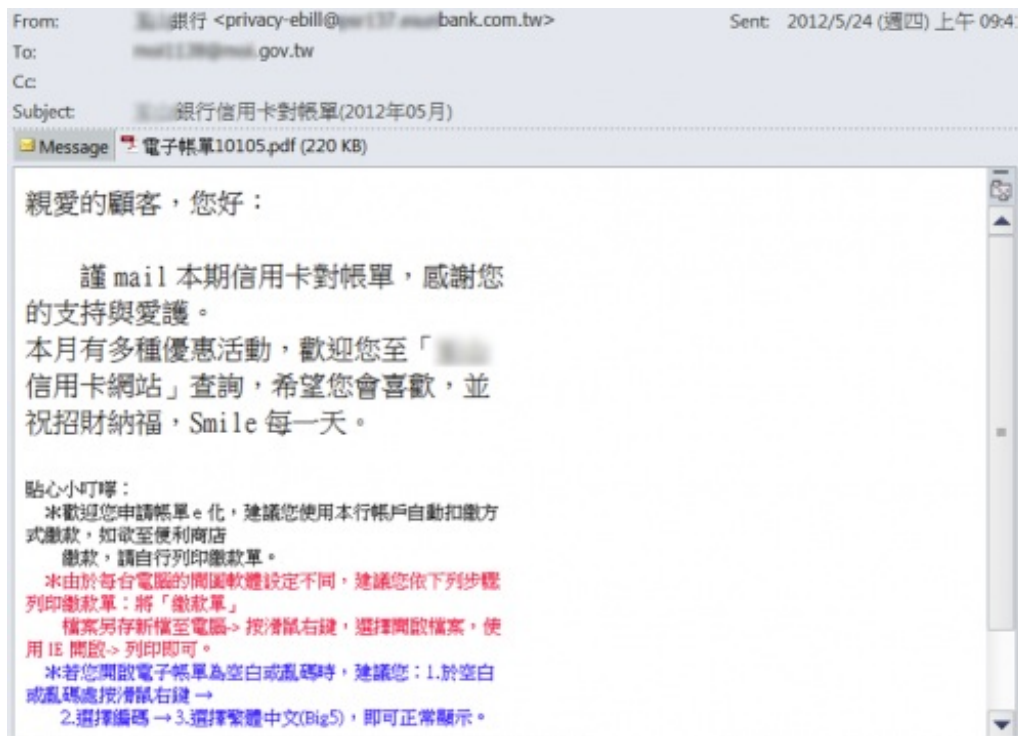 From: 銀行 <privacy-ebill@ bank.com.tw> Sent: 2012/5/24 (週四) 上午 09:4
To: .gov.tw
Cc:
Subject: 銀行信用卡對帳單(2012年05月)
Message 電子帳單10105.pdf (220 KB)
親愛的顧客，您好：
謹 mail 本期信用卡對帳單，感謝您
的支持與愛護。
本月有多種優惠活動，歡迎您至「
信用卡網站」查詢，希望您會喜歡，並
祝招財納福，Smile 每一天。
貼心小叮嚀：
＊歡迎您申請帳單 e 化，建議您使用本行帳戶自動扣繳方
式繳款，如欲至便利商店
繳款，請自行列印繳款單。
＊由於每台電腦的開圖軟體設定不同，建議您依下列步驟
列印繳款單：將「繳款單」
檔案另存新檔至電腦-> 按滑鼠右鍵，選擇開啟檔案，使
用 IE 開啟-> 列印即可。
＊若您開啟電子帳單為空白或亂碼時，建議您：1.於空白
或亂碼處按滑鼠右鍵 →
2.選擇編碼 → 3.選擇繁體中文(Big5)，即可正常顯示。